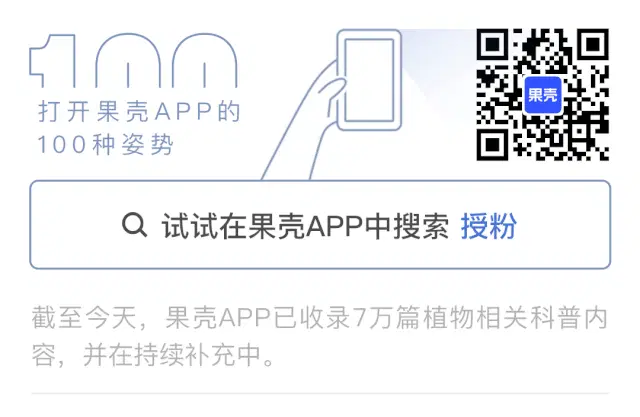 100
打开果壳APP的
100种姿势
果壳
试试在果壳APP中搜索 授粉
截至今天，果壳APP已收录7万篇植物相关科普内
容，并在持续补充中。